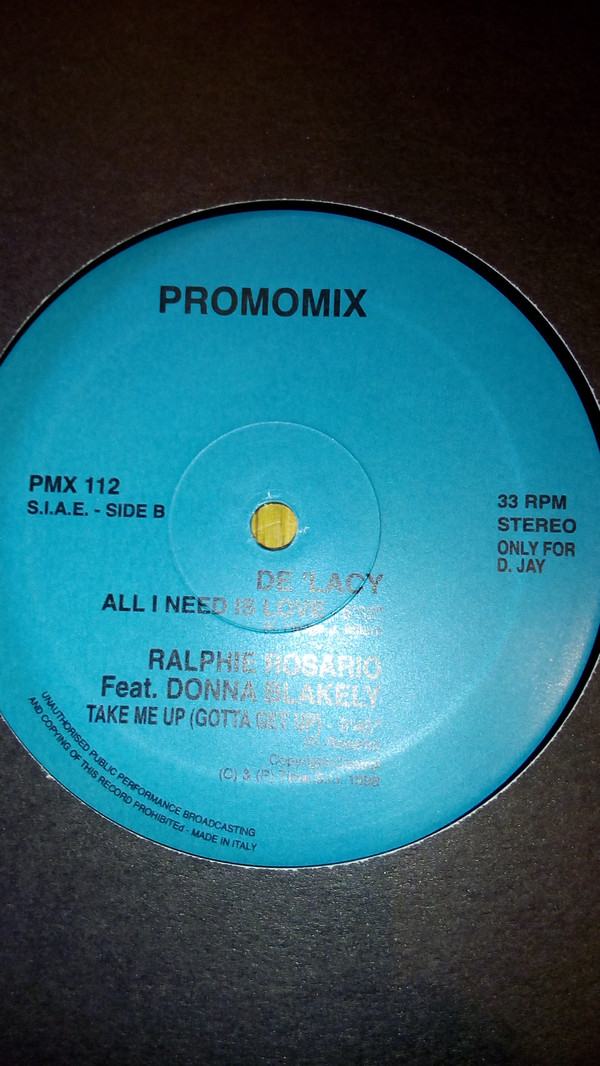 PROMOMIX
PMX 112
S.I.A.E. - SIDE B
33 RPM
STEREO
ONLY FOR
D. JAY
DE 'LACY
ALL I NEED IS LOVE
RALPHIE ROSARIO
Feat. DONNA BLAKELY
TAKE ME UP (GOTTA GET UP)
Copyright Control
(C) & (P)
UNAUTHORISED PUBLIC PERFORMANCE BROADCASTING
AND COPYING OF THIS RECORD PROHIBITEd - MADE IN ITALY